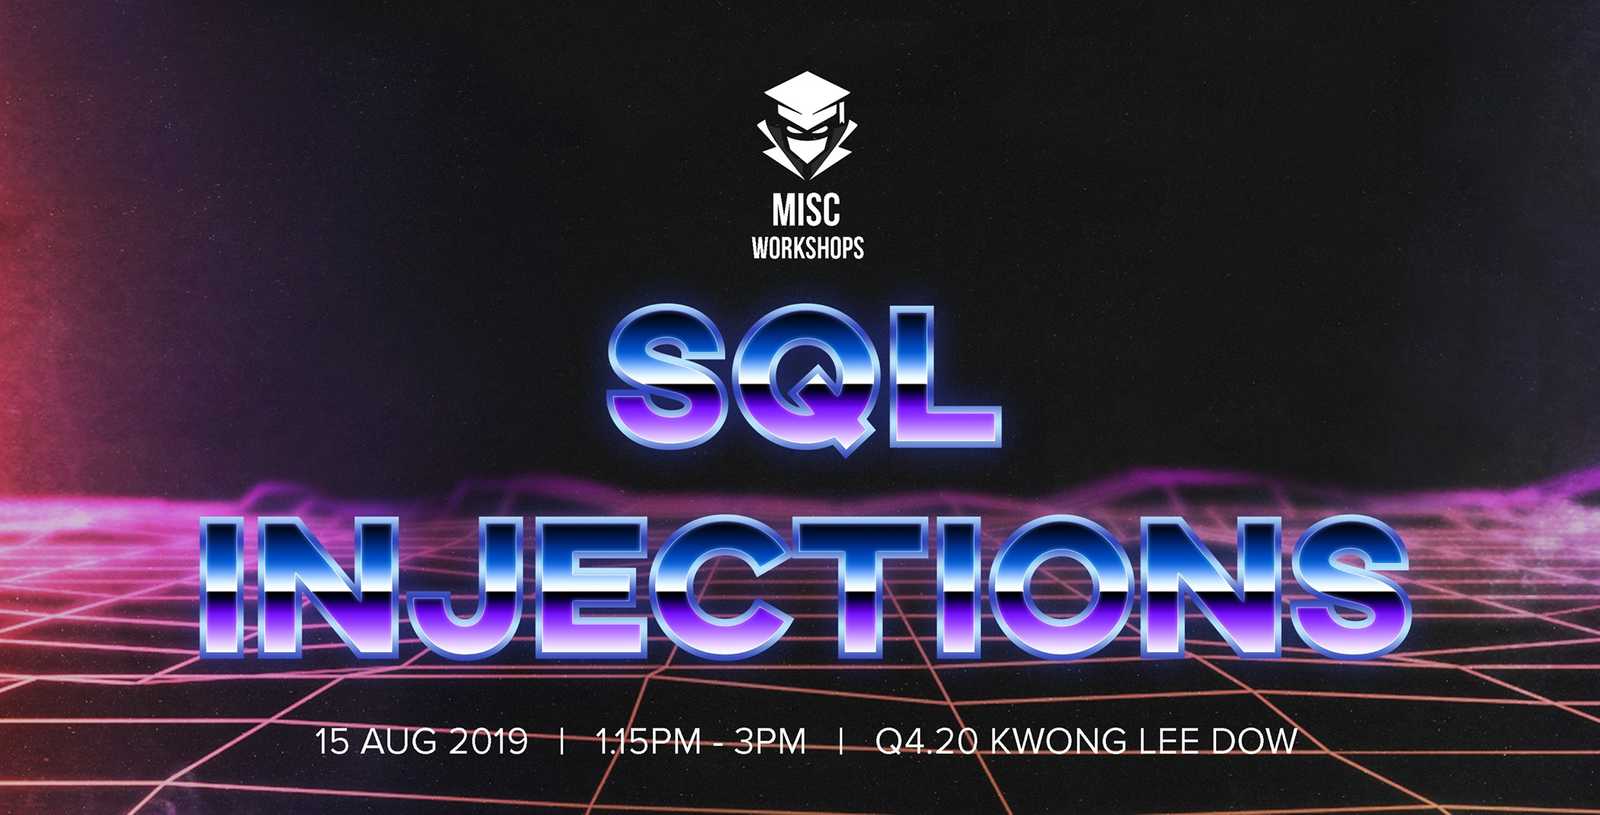 MISC
WORKSHOPS
SQL
INJECTIONS
15 AUG 2019 | 1.15PM - 3PM | Q4.20 KWONG LEE DOW